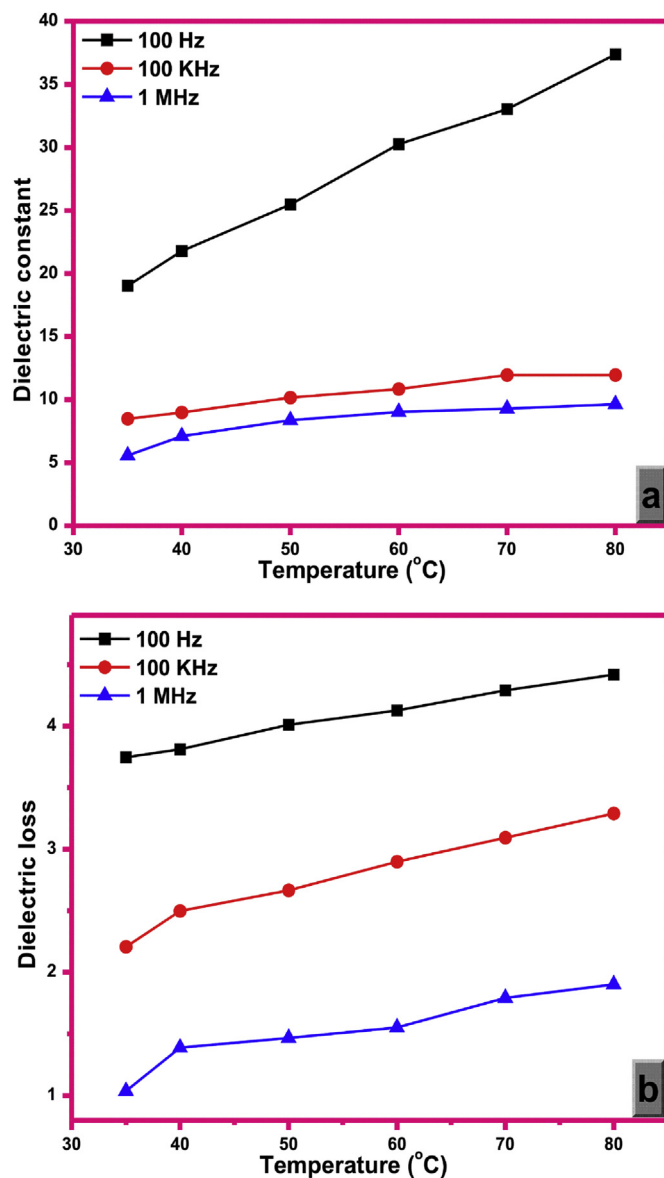 40
35
30
25
20
15
10
5
0
Dielectric constant
100 Hz
100 KHz
1 MHz
a
30 40 50 60 70 80
Temperature (°C)
4
3
2
1
Dielectric loss
100 Hz
100 KHz
1 MHz
b
30 40 50 60 70 80
Temperature (°C)